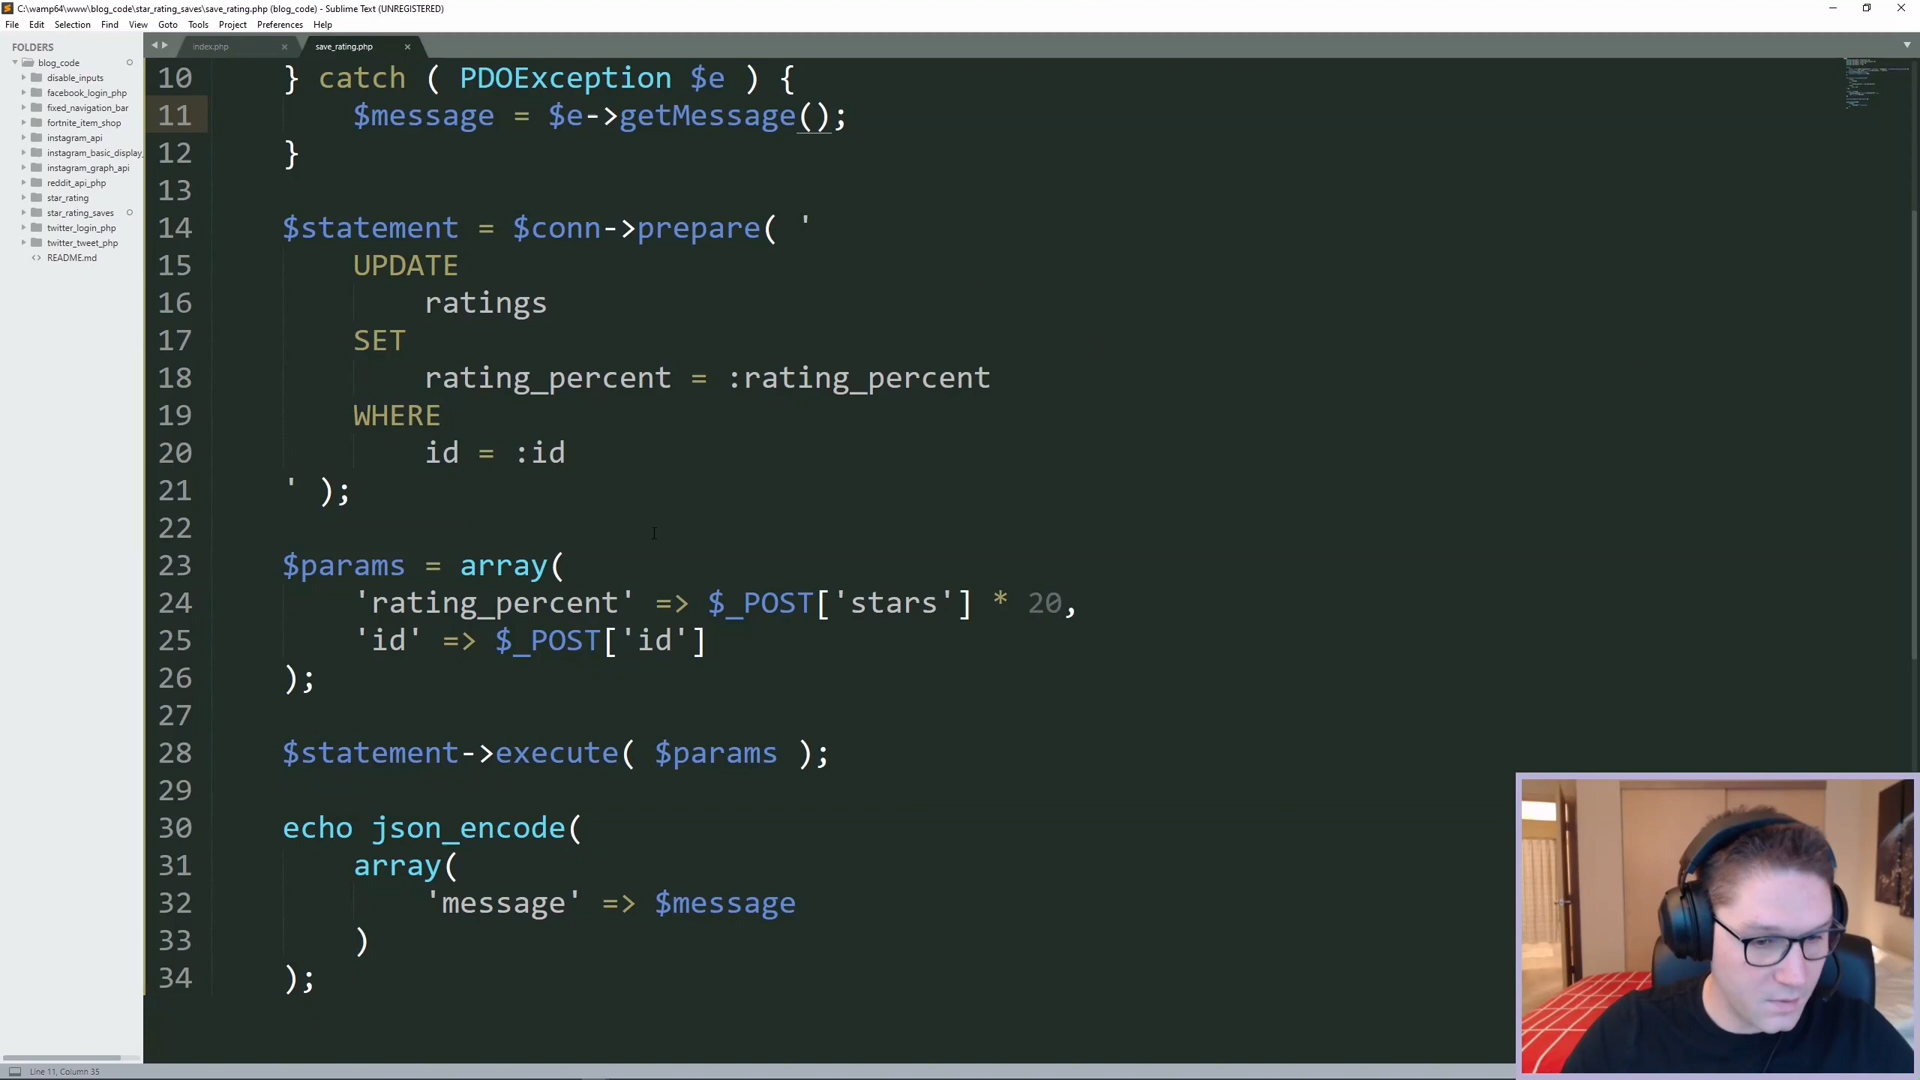 C:\wamp64\www\blog_code\star_rating_saves\save_rating.php (blog_code) - Sublime Text (UNREGISTERED)
File Edit Selection Find View Goto Tools Project Preferences Help
FOLDERS
blog_code
disable_inputs
facebook_login_php
fixed_navigation_bar
fortnite_item_shop
instagram_api
instagram_basic_display_
instagram_graph_api
reddit_api_php
star_rating
star_rating_saves
twitter_login_php
twitter_tweet_php
README.md
index.php
save_rating.php
10 } catch ( PDOException $e ) {
11 $message = $e->getMessage();
12 }
13
14 $statement = $conn->prepare( '
15 UPDATE
16 ratings
17 SET
18 rating_percent = :rating_percent
19 WHERE
20 id = :id
21 ' );
22
23 $params = array(
24 'rating_percent' => $_POST['stars'] * 20,
25 'id' => $_POST['id']
26 );
27
28 $statement->execute( $params );
29
30 echo json_encode(
31 array(
32 'message' => $message
33 )
34 );
Line 11, Column 35